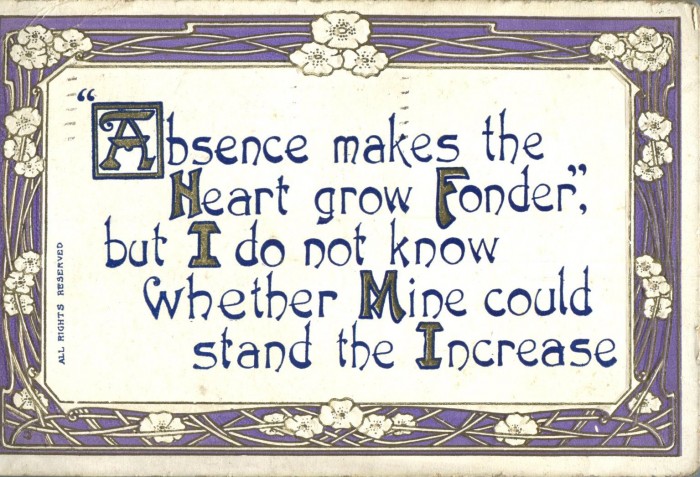 “Absence makes the
Heart grow Fonder”,
but I do not know
whether Mine could
stand the Increase
ALL RIGHTS RESERVED